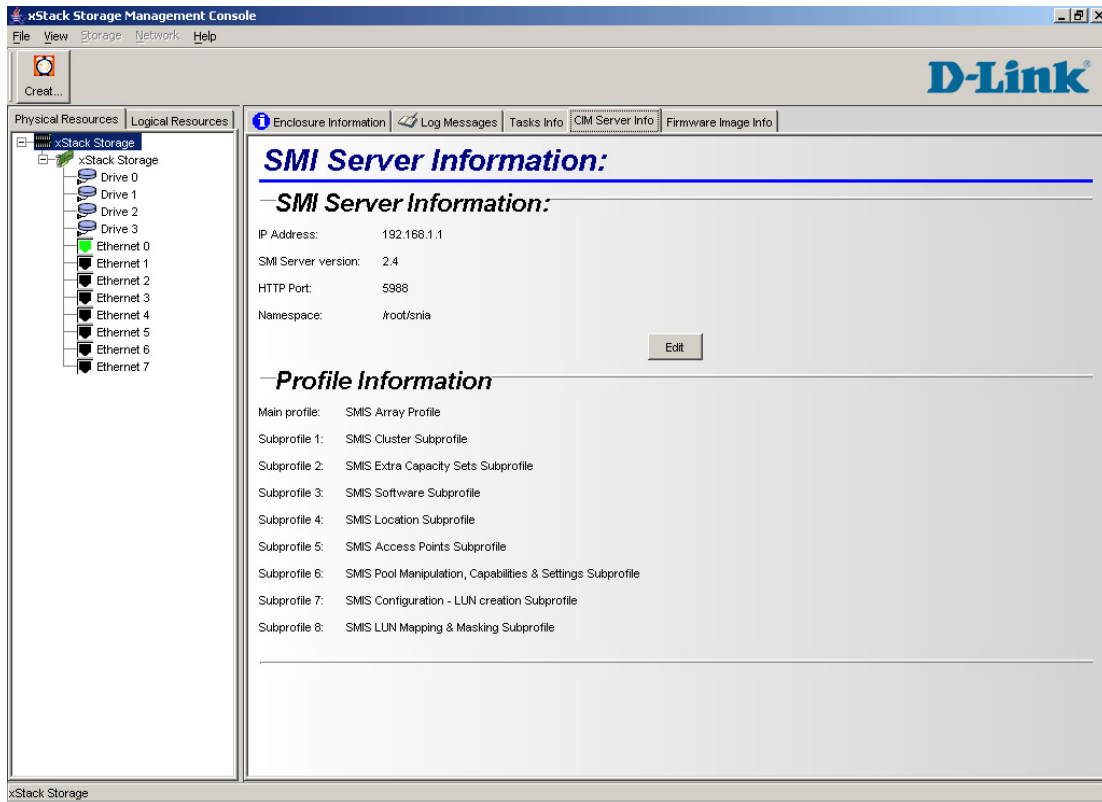 xStack Storage Management Console
File View Storage Network Help
Creat...
D-Link®
Physical Resources Logical Resources
Enclosure Information Log Messages Tasks Info CIM Server Info Firmware Image Info
xStack Storage
xStack Storage
Drive 0
Drive 1
Drive 2
Drive 3
Ethernet 0
Ethernet 1
Ethernet 2
Ethernet 3
Ethernet 4
Ethernet 5
Ethernet 6
Ethernet 7
SMI Server Information:
SMI Server Information:
IP Address: 192.168.1.1
SMI Server version: 2.4
HTTP Port: 5988
Namespace: /root/snia
Edit
Profile Information
Main profile: SMIS Array Profile
Subprofile 1: SMIS Cluster Subprofile
Subprofile 2: SMIS Extra Capacity Sets Subprofile
Subprofile 3: SMIS Software Subprofile
Subprofile 4: SMIS Location Subprofile
Subprofile 5: SMIS Access Points Subprofile
Subprofile 6: SMIS Pool Manipulation, Capabilities & Settings Subprofile
Subprofile 7: SMIS Configuration - LUN creation Subprofile
Subprofile 8: SMIS LUN Mapping & Masking Subprofile
xStack Storage